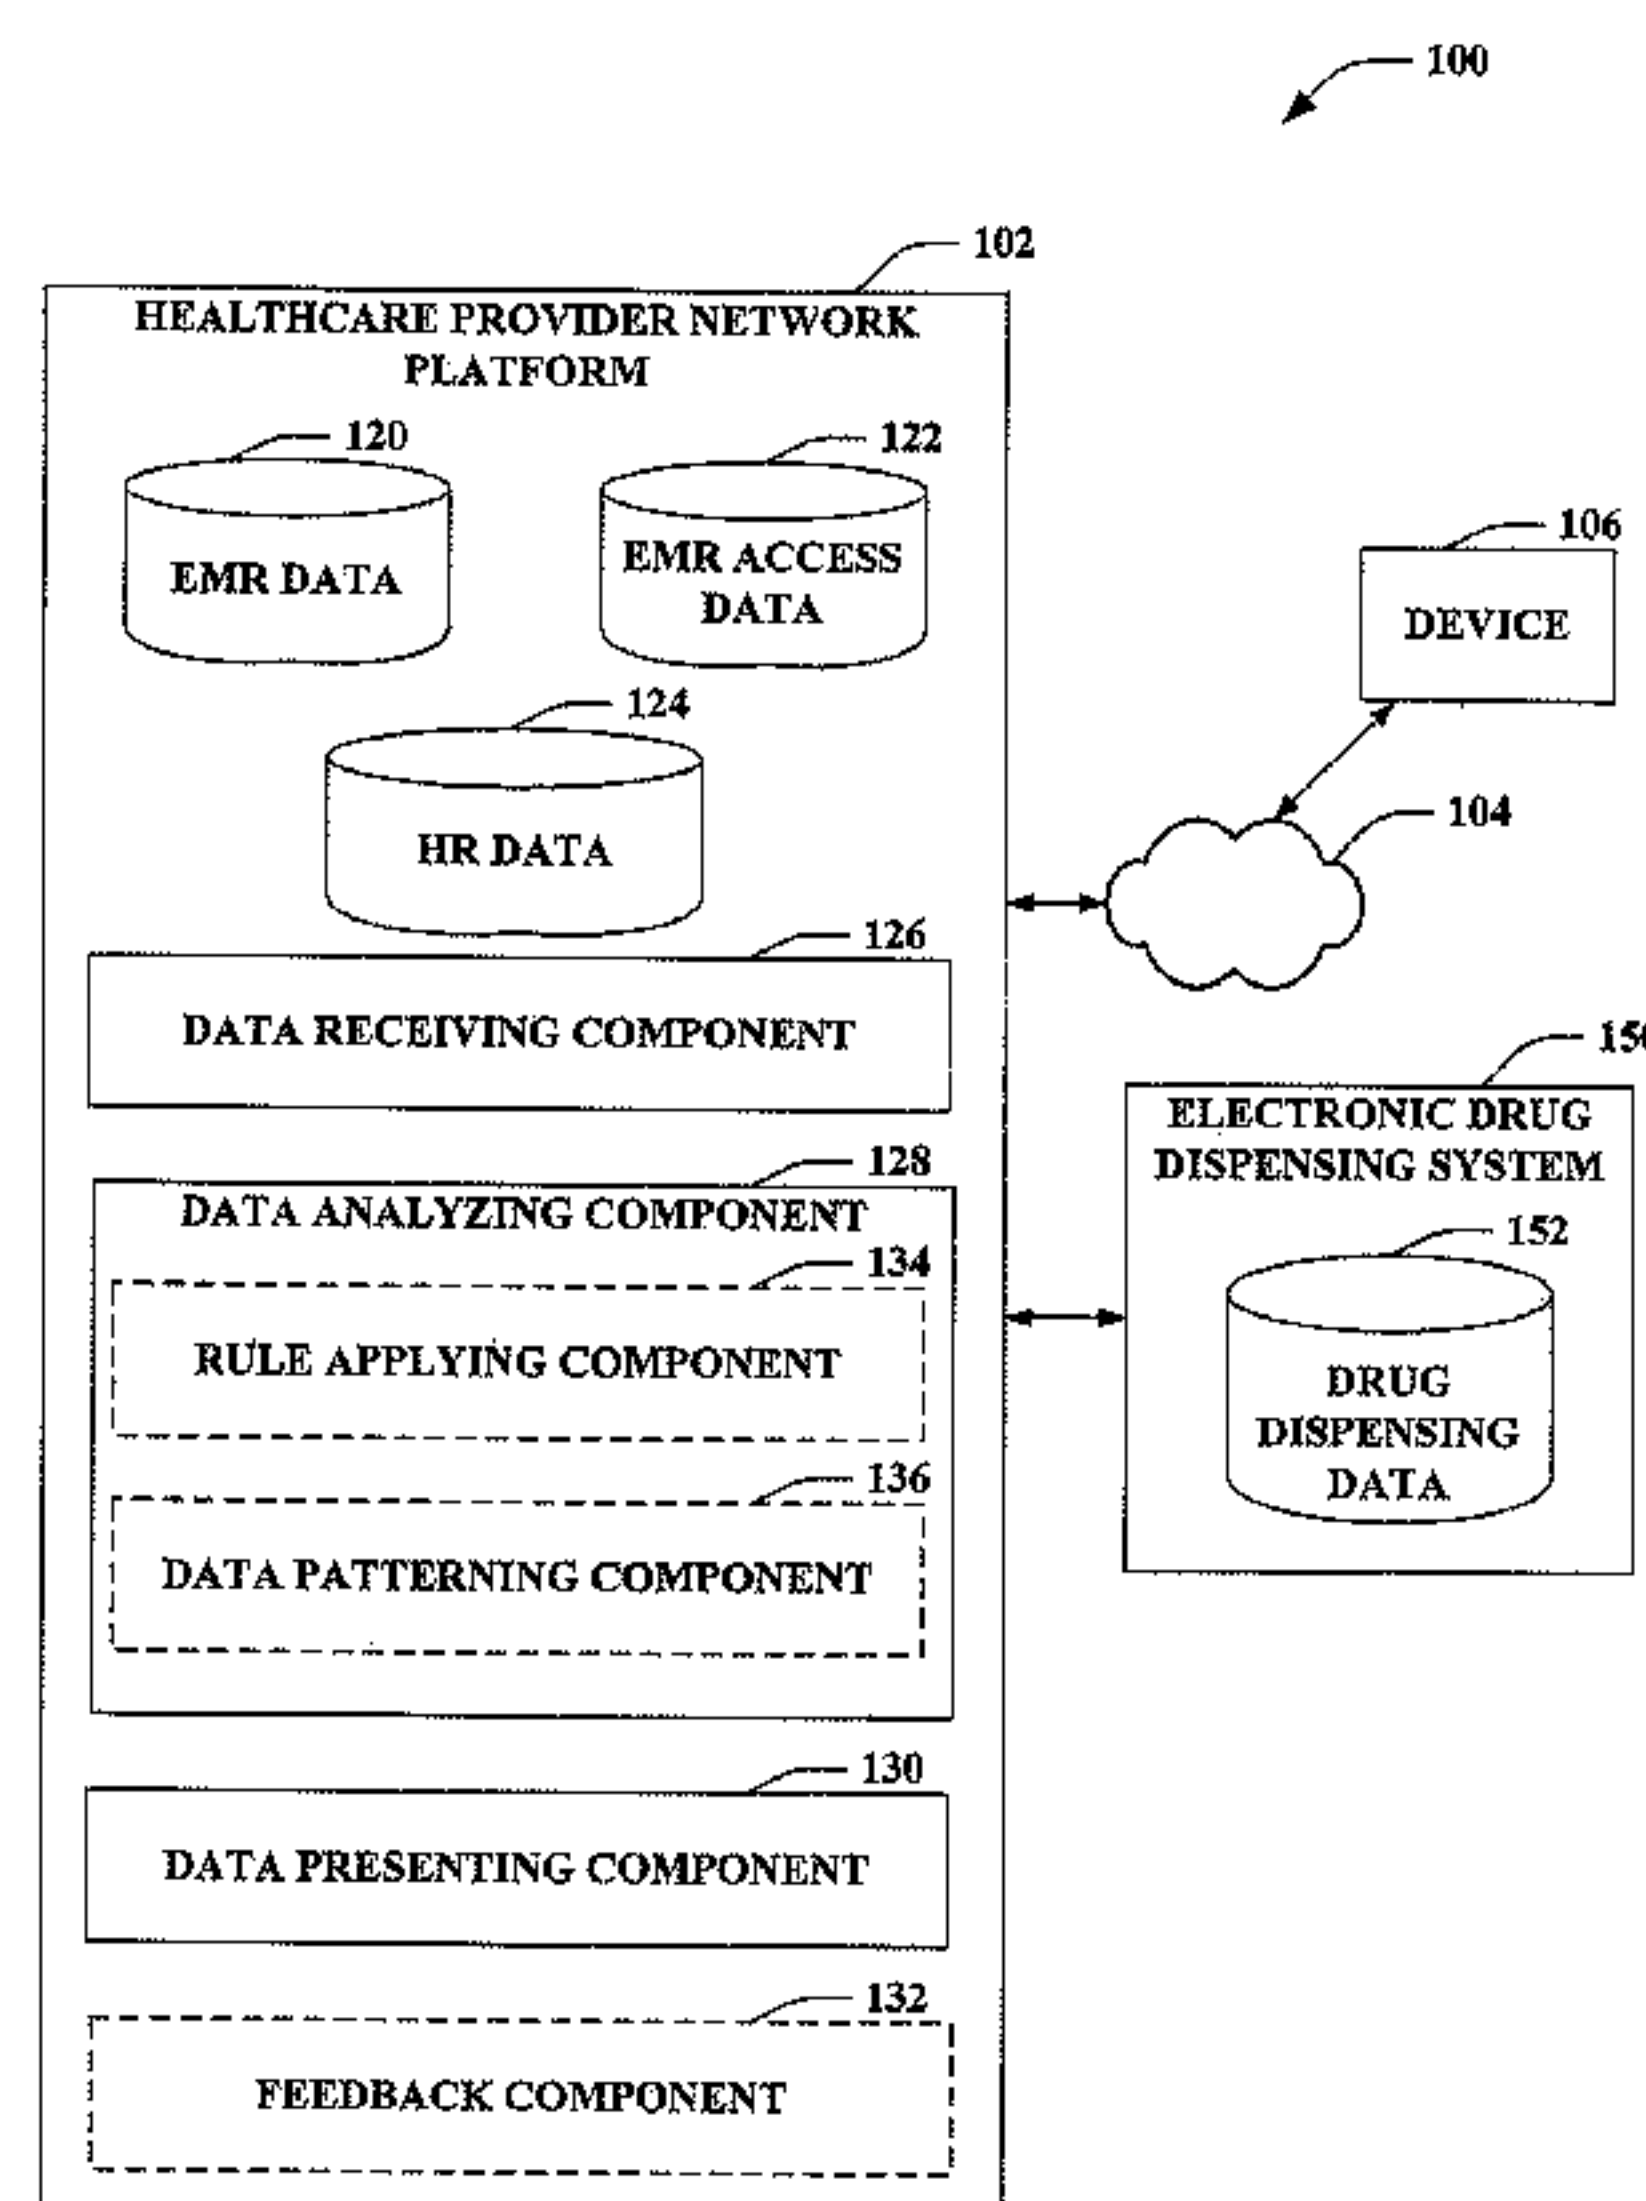 100
102
HEALTHCARE PROVIDER NETWORK
PLATFORM
120
122
EMR DATA
EMR ACCESS
DATA
106
DEVICE
124
HR DATA
104
126
DATA RECEIVING COMPONENT
150
ELECTRONIC DRUG
DISPENSING SYSTEM
128
DATA ANALYZING COMPONENT
152
134
RULE APPLYING COMPONENT
DRUG
DISPENSING
DATA
136
DATA PATTERNING COMPONENT
130
DATA PRESENTING COMPONENT
132
FEEDBACK COMPONENT